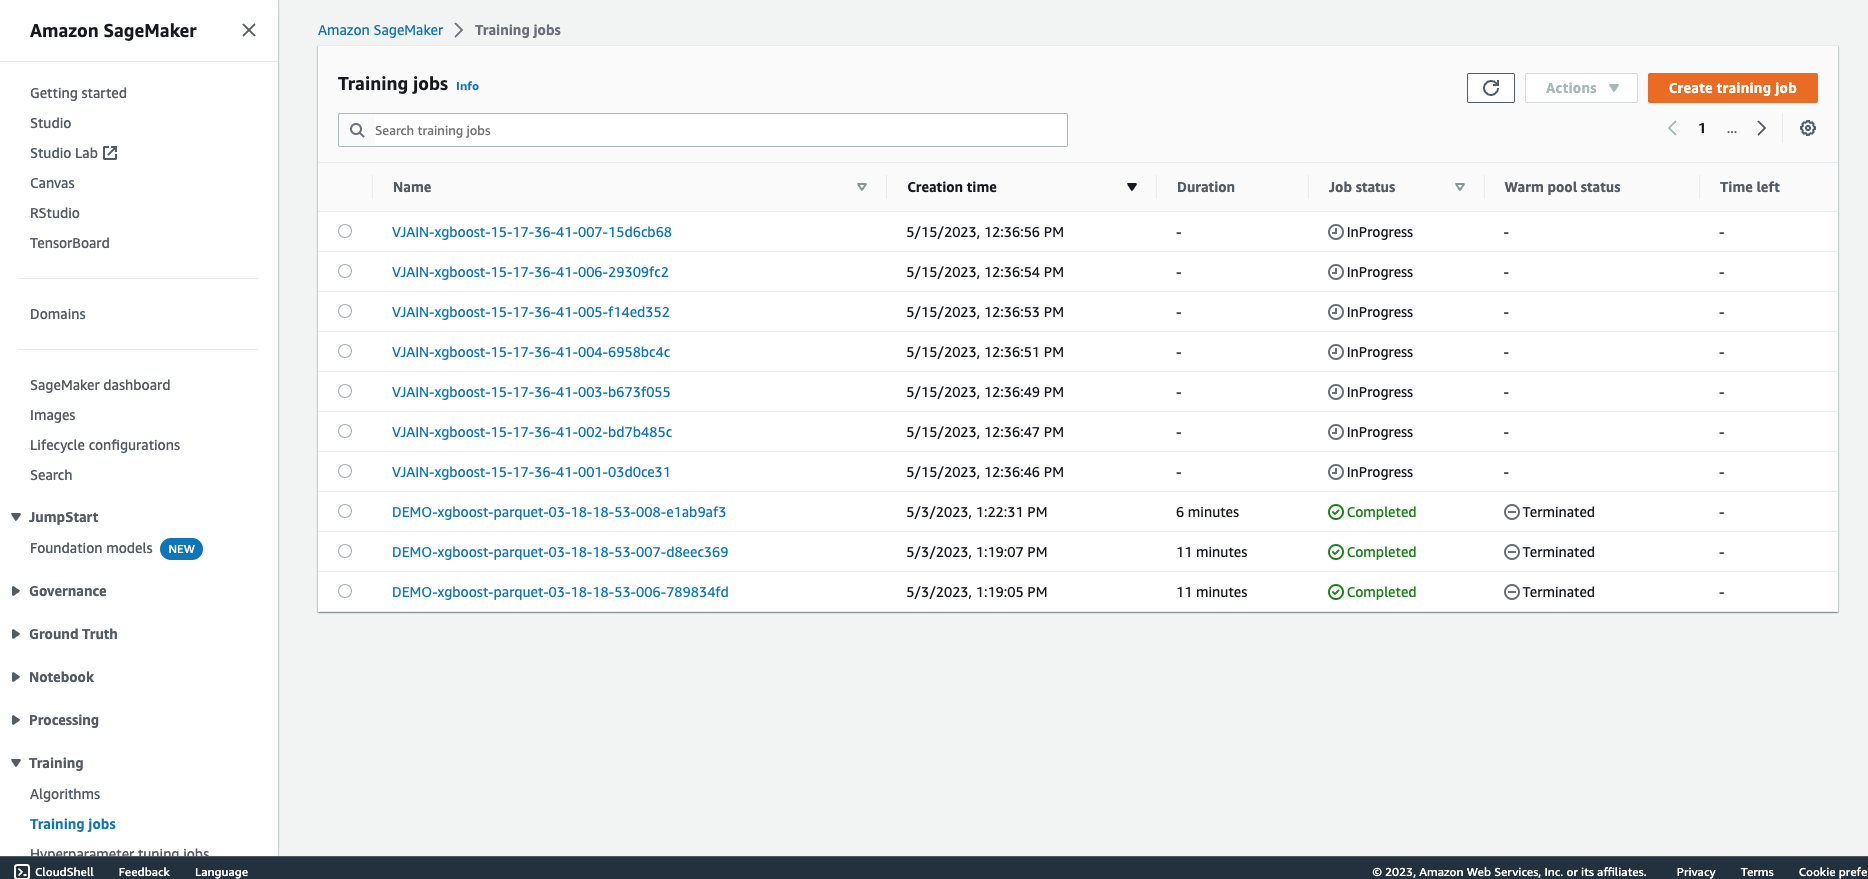 Amazon SageMaker
Getting started
Studio
Studio Lab
Canvas
RStudio
TensorBoard
Domains
SageMaker dashboard
Images
Lifecycle configurations
Search
JumpStart
Foundation models NEW
Governance
Ground Truth
Notebook
Processing
Training
Algorithms
Training jobs
Hyperparameter tuning jobs
Amazon SageMaker > Training jobs
Training jobs Info
Actions
Create training job
Search training jobs
1 ...
Name Creation time Duration Job status Warm pool status Time left
VJAIN-xgboost-15-17-36-41-007-15d6cb68 5/15/2023, 12:36:56 PM - InProgress - -
VJAIN-xgboost-15-17-36-41-006-29309fc2 5/15/2023, 12:36:54 PM - InProgress - -
VJAIN-xgboost-15-17-36-41-005-f14ed352 5/15/2023, 12:36:53 PM - InProgress - -
VJAIN-xgboost-15-17-36-41-004-6958bc4c 5/15/2023, 12:36:51 PM - InProgress - -
VJAIN-xgboost-15-17-36-41-003-b673f055 5/15/2023, 12:36:49 PM - InProgress - -
VJAIN-xgboost-15-17-36-41-002-bd7b485c 5/15/2023, 12:36:47 PM - InProgress - -
VJAIN-xgboost-15-17-36-41-001-03d0ce31 5/15/2023, 12:36:46 PM - InProgress - -
DEMO-xgboost-parquet-03-18-18-53-008-e1ab9af3 5/3/2023, 1:22:31 PM 6 minutes Completed Terminated -
DEMO-xgboost-parquet-03-18-18-53-007-d8eec369 5/3/2023, 1:19:07 PM 11 minutes Completed Terminated -
DEMO-xgboost-parquet-03-18-18-53-006-789834fd 5/3/2023, 1:19:05 PM 11 minutes Completed Terminated -
CloudShell Feedback Language © 2023, Amazon Web Services, Inc. or its affiliates. Privacy Terms Cookie prefe